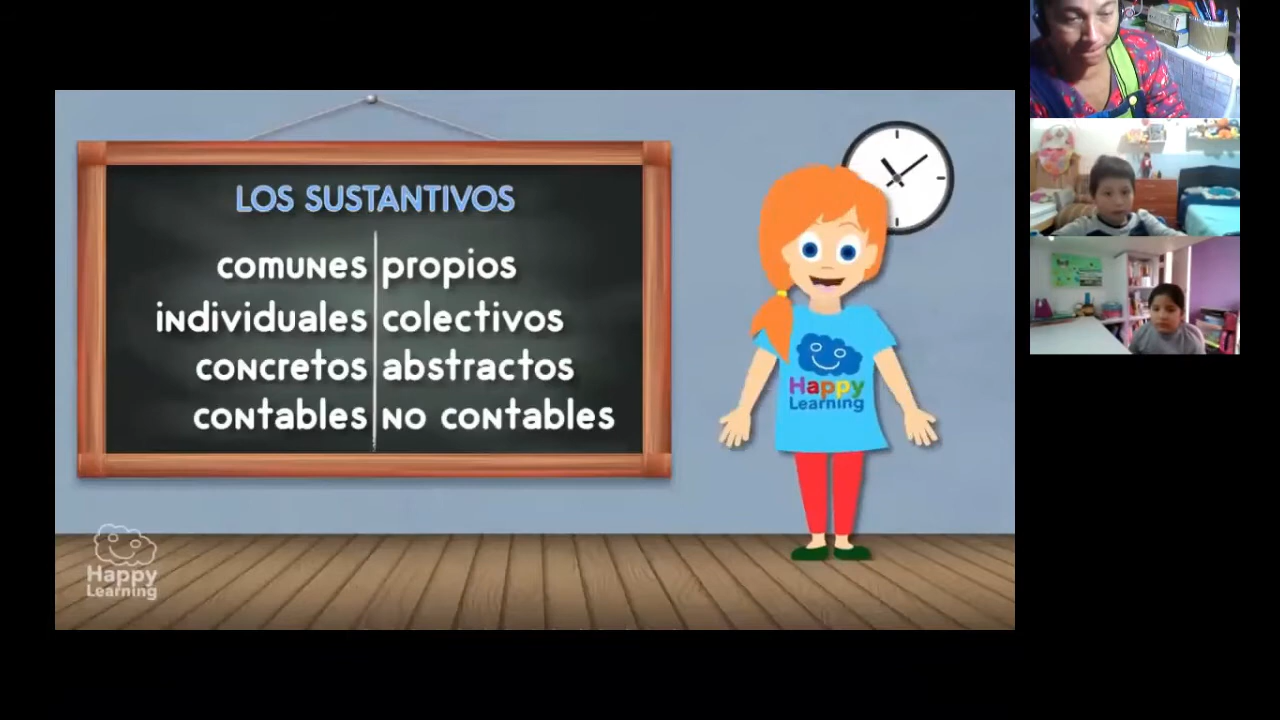 LOS SUSTANTIVOS
comunes propios
individuales colectivos
concretos abstractos
contables no contables
Happy
Learning
Happy
Learning